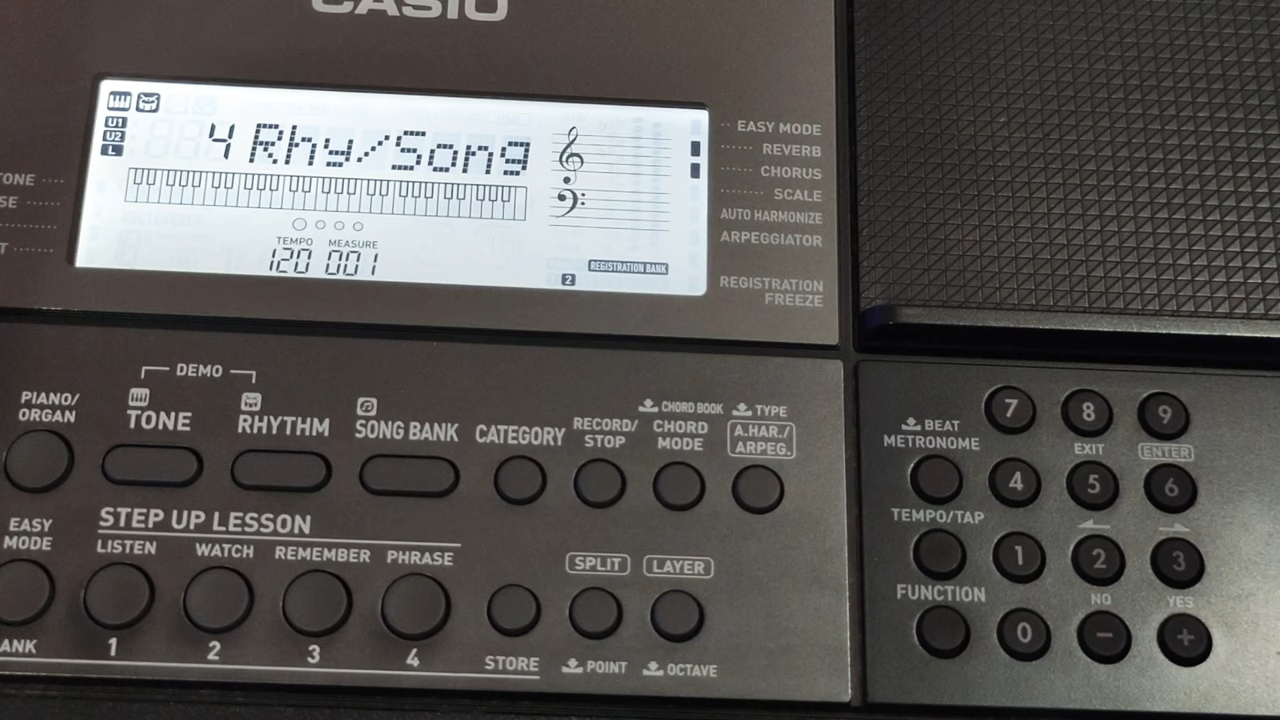 CASIO
U1
U2
L
4 Rhy/Song
TEMPO MEASURE
120 001
REGISTRATION BANK
2
EASY MODE
REVERB
CHORUS
SCALE
AUTO HARMONIZE
ARPEGGIATOR
REGISTRATION
FREEZE
TONE
DEMO
PIANO/
ORGAN
TONE
RHYTHM
SONG BANK
CATEGORY
RECORD/
STOP
CHORD BOOK
CHORD
MODE
TYPE
A.HAR./
ARPEG.
EASY
MODE
STEP UP LESSON
LISTEN WATCH REMEMBER PHRASE
SPLIT LAYER
1 2 3 4
STORE
POINT OCTAVE
BEAT
METRONOME
TEMPO/TAP
FUNCTION
7 8 9
EXIT ENTER
4 5 6
1 2 3
NO YES
0 − +